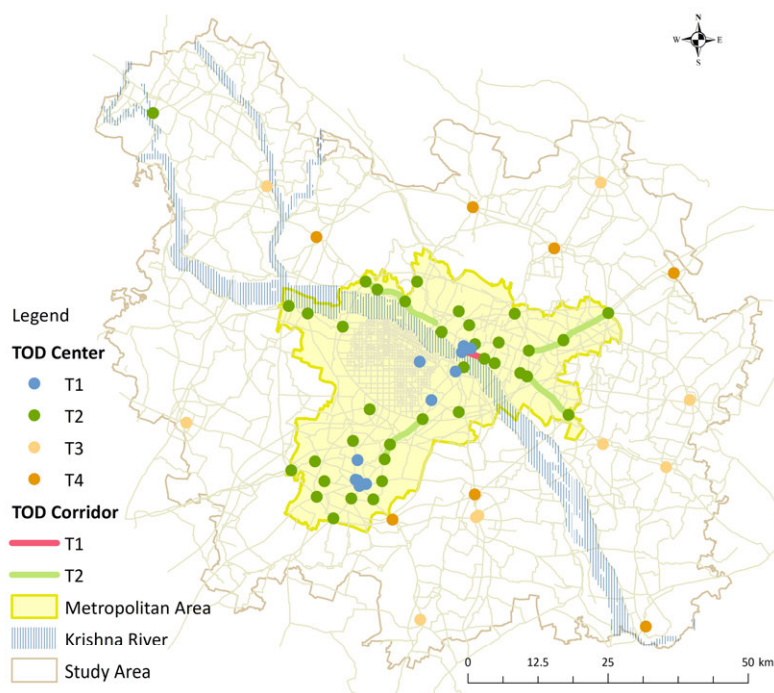 N
W E
S
Legend
TOD Center
T1
T2
T3
T4
TOD Corridor
T1
T2
Metropolitan Area
Krishna River
Study Area
0 12.5 25 50 km